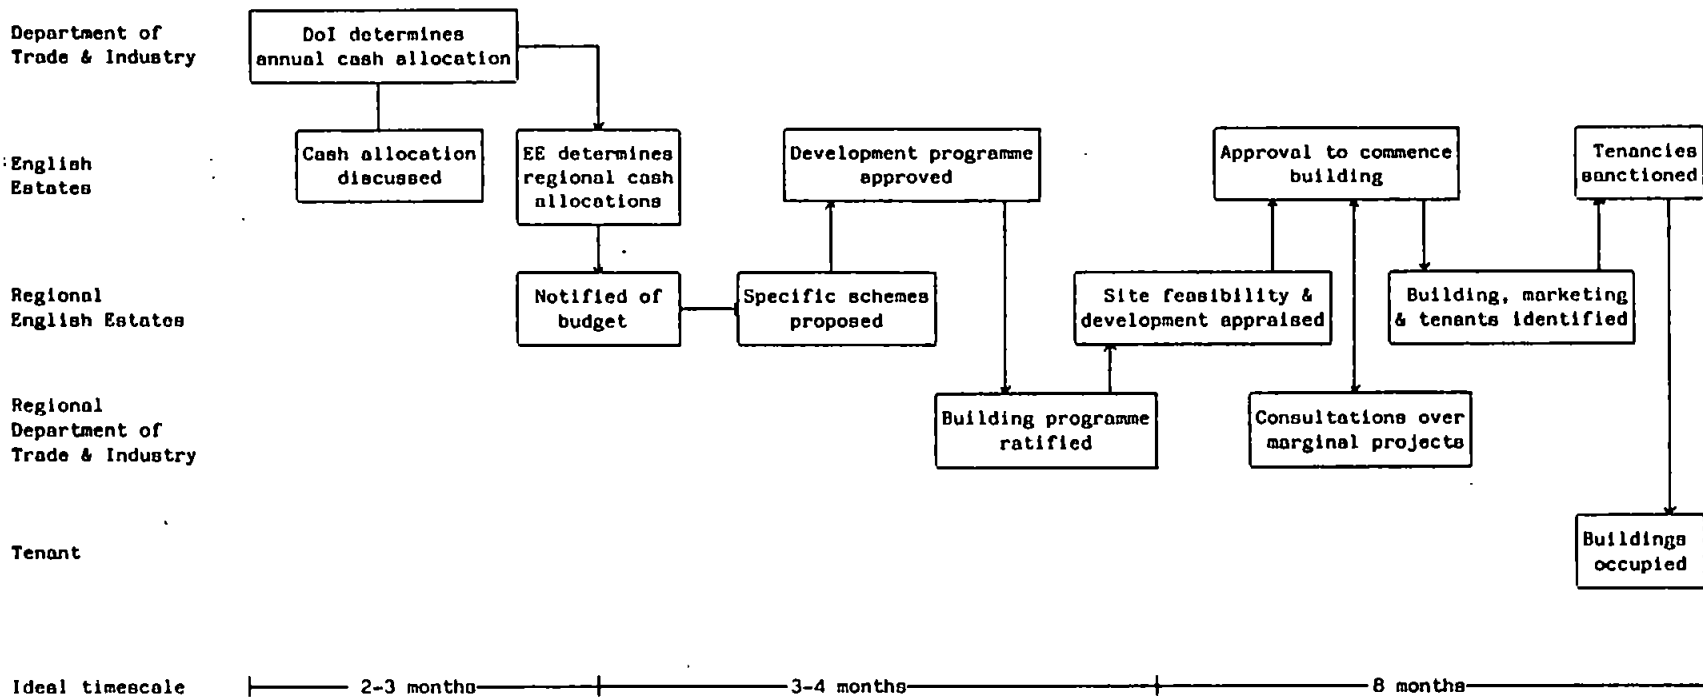 Department of
Trade & Industry
DoI determines
annual cash allocation
English
Estates
Cash allocation
discussed
EE determines
regional cash
allocations
Development programme
approved
Approval to commence
building
Tenancies
sanctioned
Regional
English Estates
Notified of
budget
Specific schemes
proposed
Site feasibility &
development appraised
Building, marketing
& tenants identified
Regional
Department of
Trade & Industry
Building programme
ratified
Consultations over
marginal projects
Tenant
Buildings
occupied
Ideal timescale
2-3 months
3-4 months
8 months